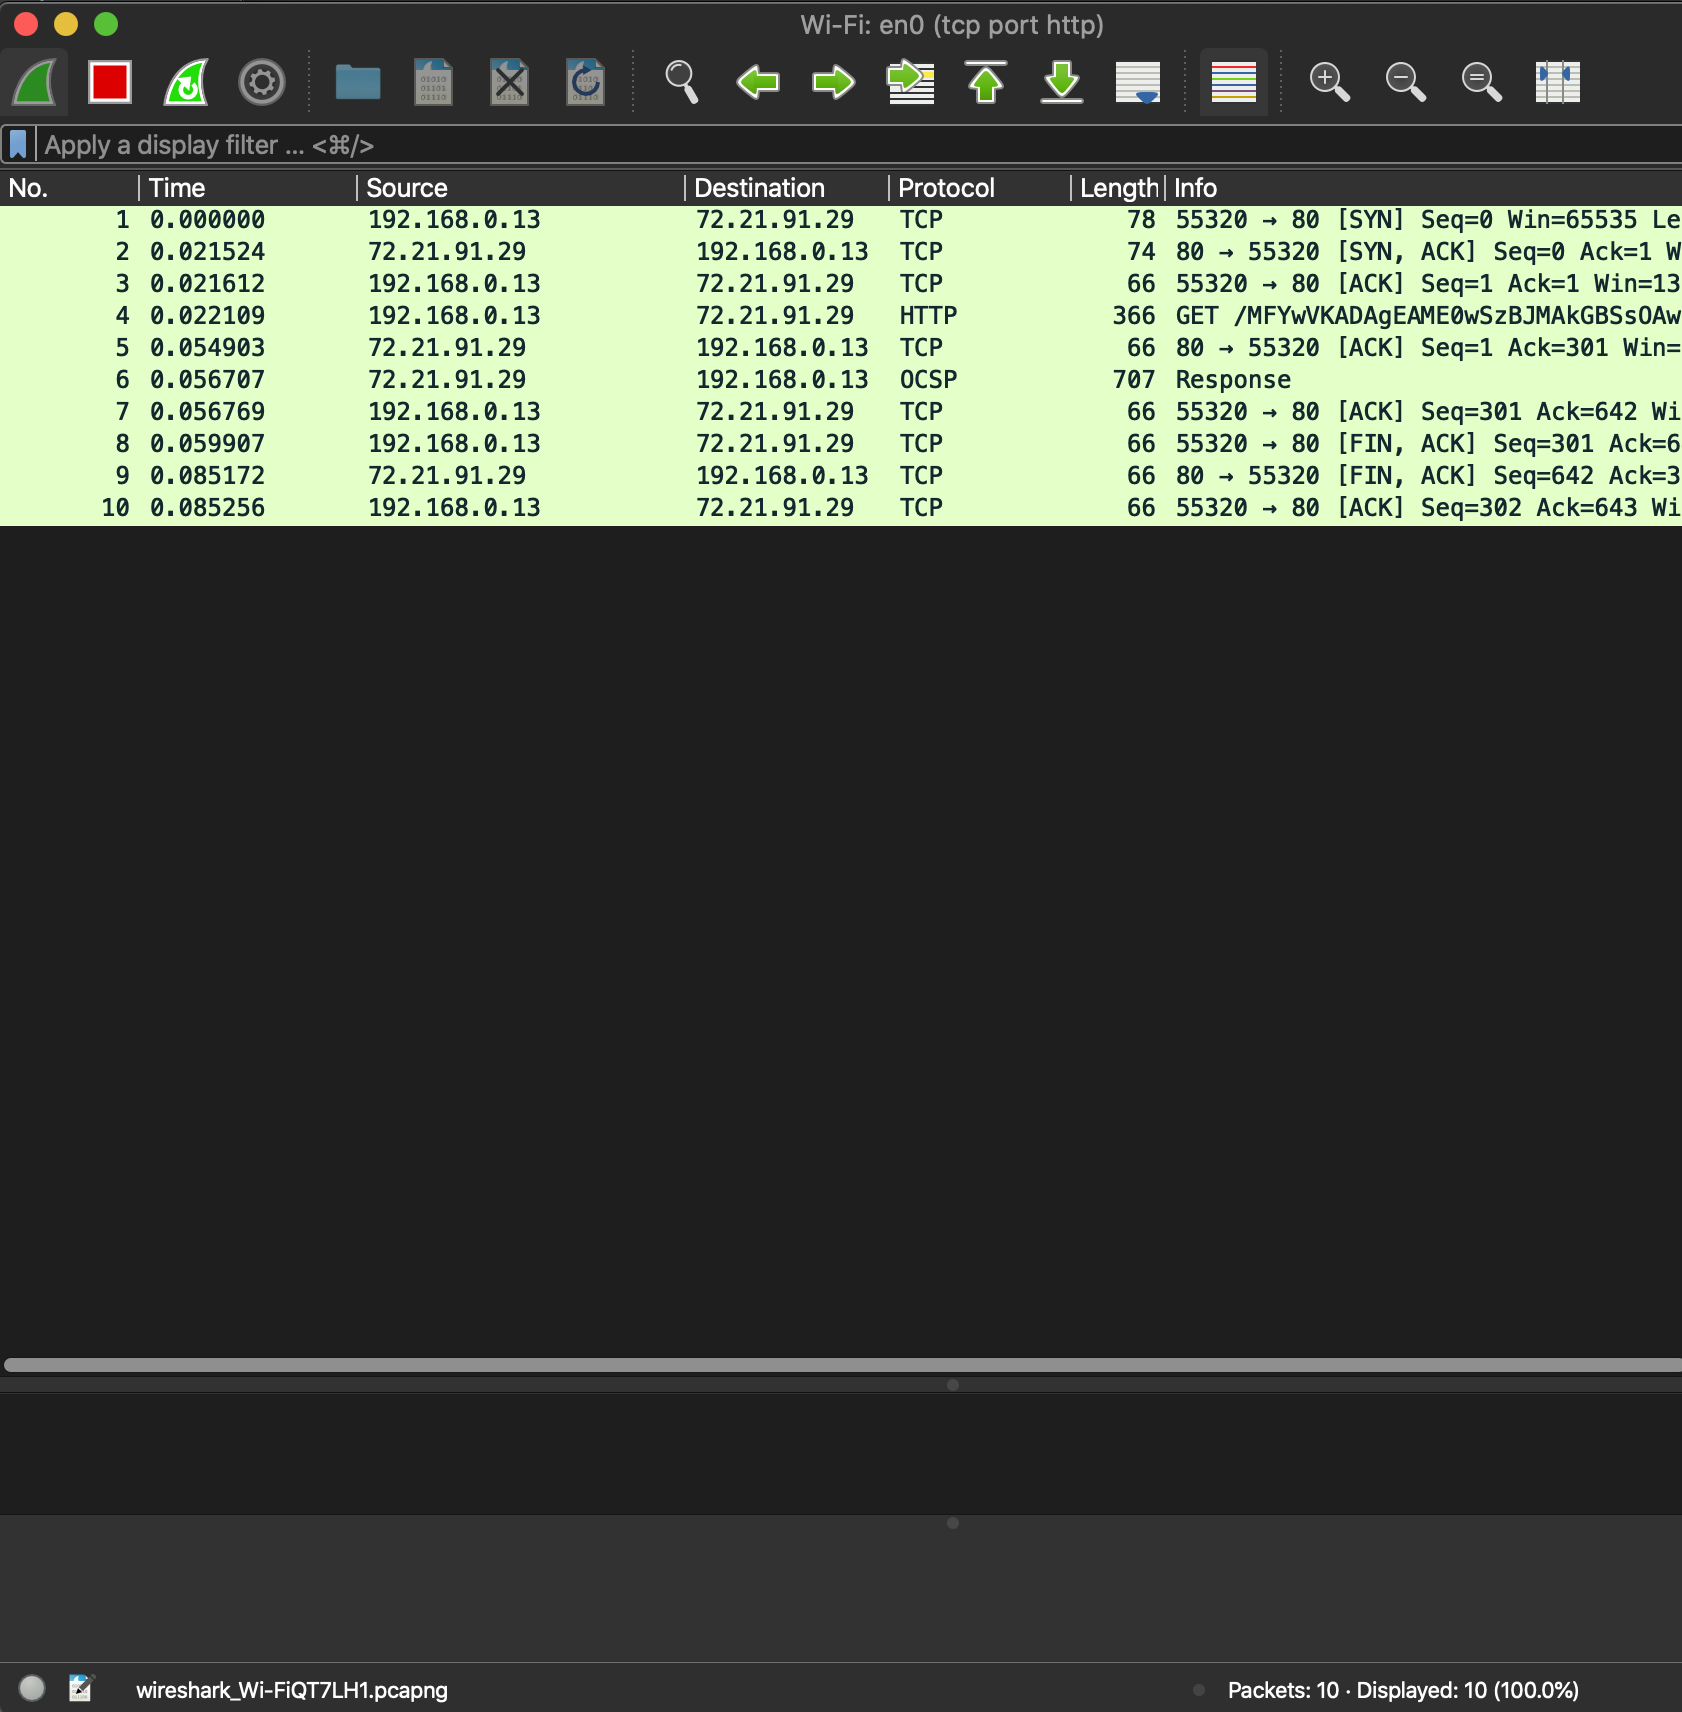 Wi-Fi: en0 (tcp port http)
Apply a display filter ... <⌘/>
No. Time Source Destination Protocol Length Info
1 0.000000 192.168.0.13 72.21.91.29 TCP 78 55320 → 80 [SYN] Seq=0 Win=65535 Le
2 0.021524 72.21.91.29 192.168.0.13 TCP 74 80 → 55320 [SYN, ACK] Seq=0 Ack=1 W
3 0.021612 192.168.0.13 72.21.91.29 TCP 66 55320 → 80 [ACK] Seq=1 Ack=1 Win=13
4 0.022109 192.168.0.13 72.21.91.29 HTTP 366 GET /MFYwVKADAgEAME0wSzBJMAkGBSsOAw
5 0.054903 72.21.91.29 192.168.0.13 TCP 66 80 → 55320 [ACK] Seq=1 Ack=301 Win=
6 0.056707 72.21.91.29 192.168.0.13 OCSP 707 Response
7 0.056769 192.168.0.13 72.21.91.29 TCP 66 55320 → 80 [ACK] Seq=301 Ack=642 Wi
8 0.059907 192.168.0.13 72.21.91.29 TCP 66 55320 → 80 [FIN, ACK] Seq=301 Ack=6
9 0.085172 72.21.91.29 192.168.0.13 TCP 66 80 → 55320 [FIN, ACK] Seq=642 Ack=3
10 0.085256 192.168.0.13 72.21.91.29 TCP 66 55320 → 80 [ACK] Seq=302 Ack=643 Wi
wireshark_Wi-FiQT7LH1.pcapng Packets: 10 · Displayed: 10 (100.0%)